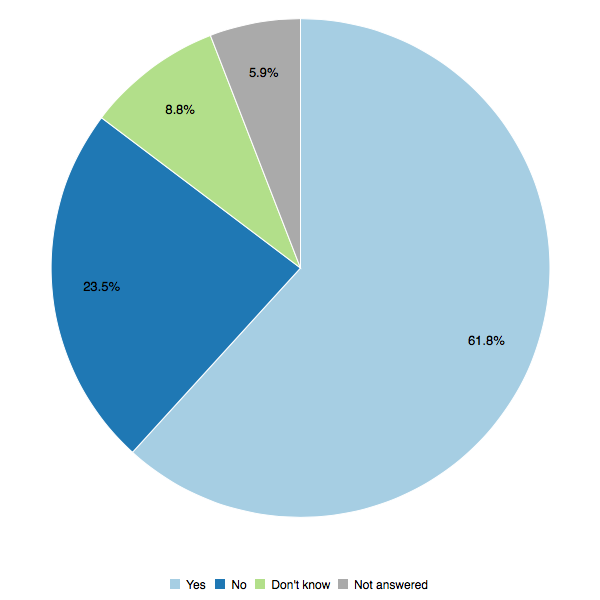 5.9%
8.8%
23.5%
61.8%
Yes No Don't know Not answered